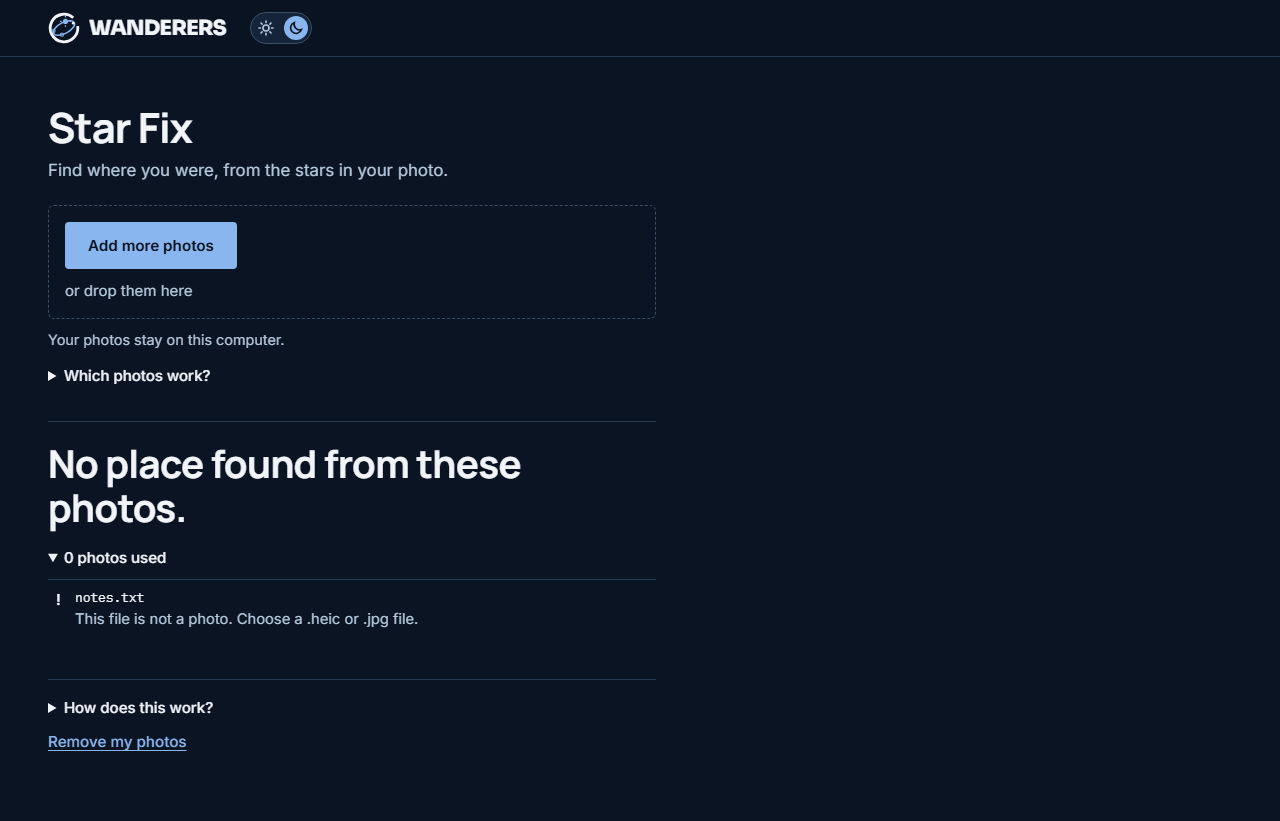 WANDERERS
Star Fix
Find where you were, from the stars in your photo.
Add more photos
or drop them here
Your photos stay on this computer.
Which photos work?
No place found from these
photos.
0 photos used
! notes.txt
This file is not a photo. Choose a .heic or .jpg file.
How does this work?
Remove my photos